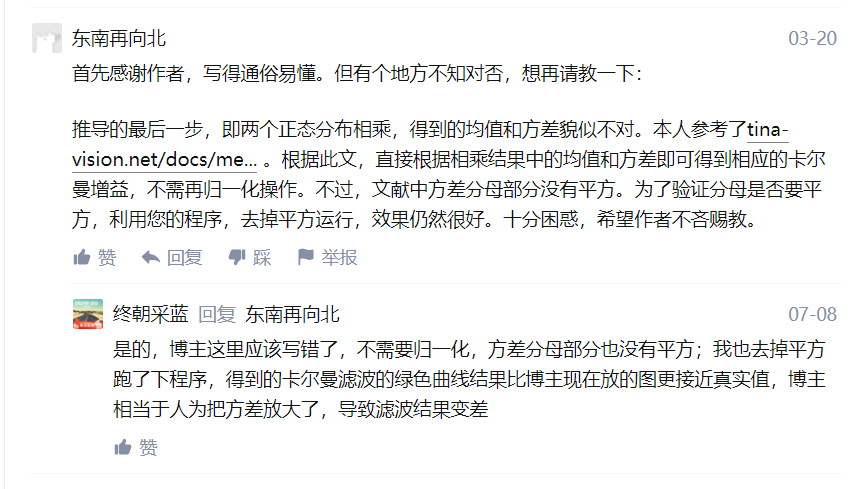 东南再向北 03-20
首先感谢作者，写得通俗易懂。但有个地方不知对否，想再请教一下：
推导的最后一步，即两个正态分布相乘，得到的均值和方差貌似不对。本人参考了tina-
vision.net/docs/me... 。根据此文，直接根据相乘结果中的均值和方差即可得到相应的卡尔
曼增益，不需再归一化操作。不过，文献中方差分母部分没有平方。为了验证分母是否要平
方，利用您的程序，去掉平方运行，效果仍然很好。十分困惑，希望作者不吝赐教。
赞 回复 踩 举报
终朝采蓝 回复 东南再向北 07-08
是的，博主这里应该写错了，不需要归一化，方差分母部分也没有平方；我也去掉平方
跑了下程序，得到的卡尔曼滤波的绿色曲线结果比博主现在放的图更接近真实值，博主
相当于人为把方差放大了，导致滤波结果变差
赞